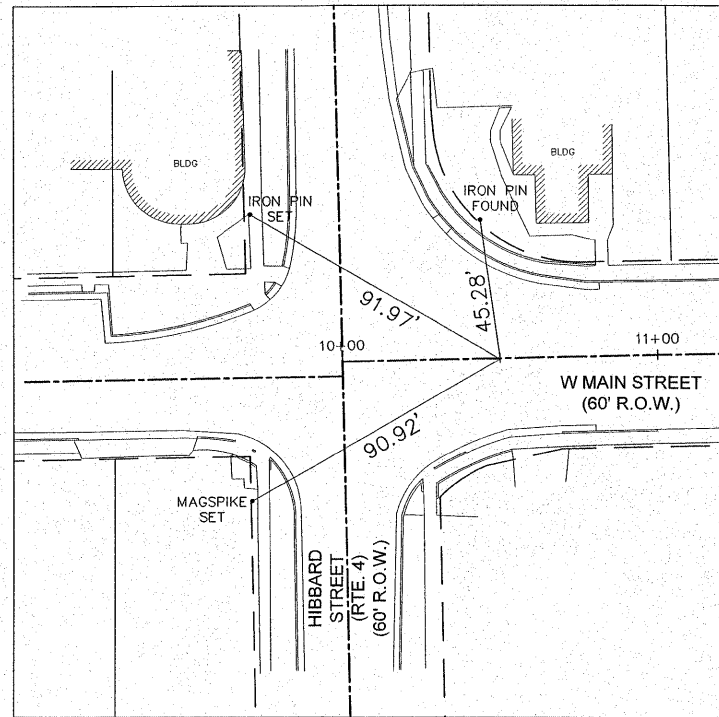 BLDG
BLDG
IRON PIN
SET
IRON PIN
FOUND
91.97'
45.28'
10+00
11+00
W MAIN STREET
(60' R.O.W.)
90.92'
MAGSPIKE
SET
HIBBARD
STREET
(RTE. 4)
(60' R.O.W.)